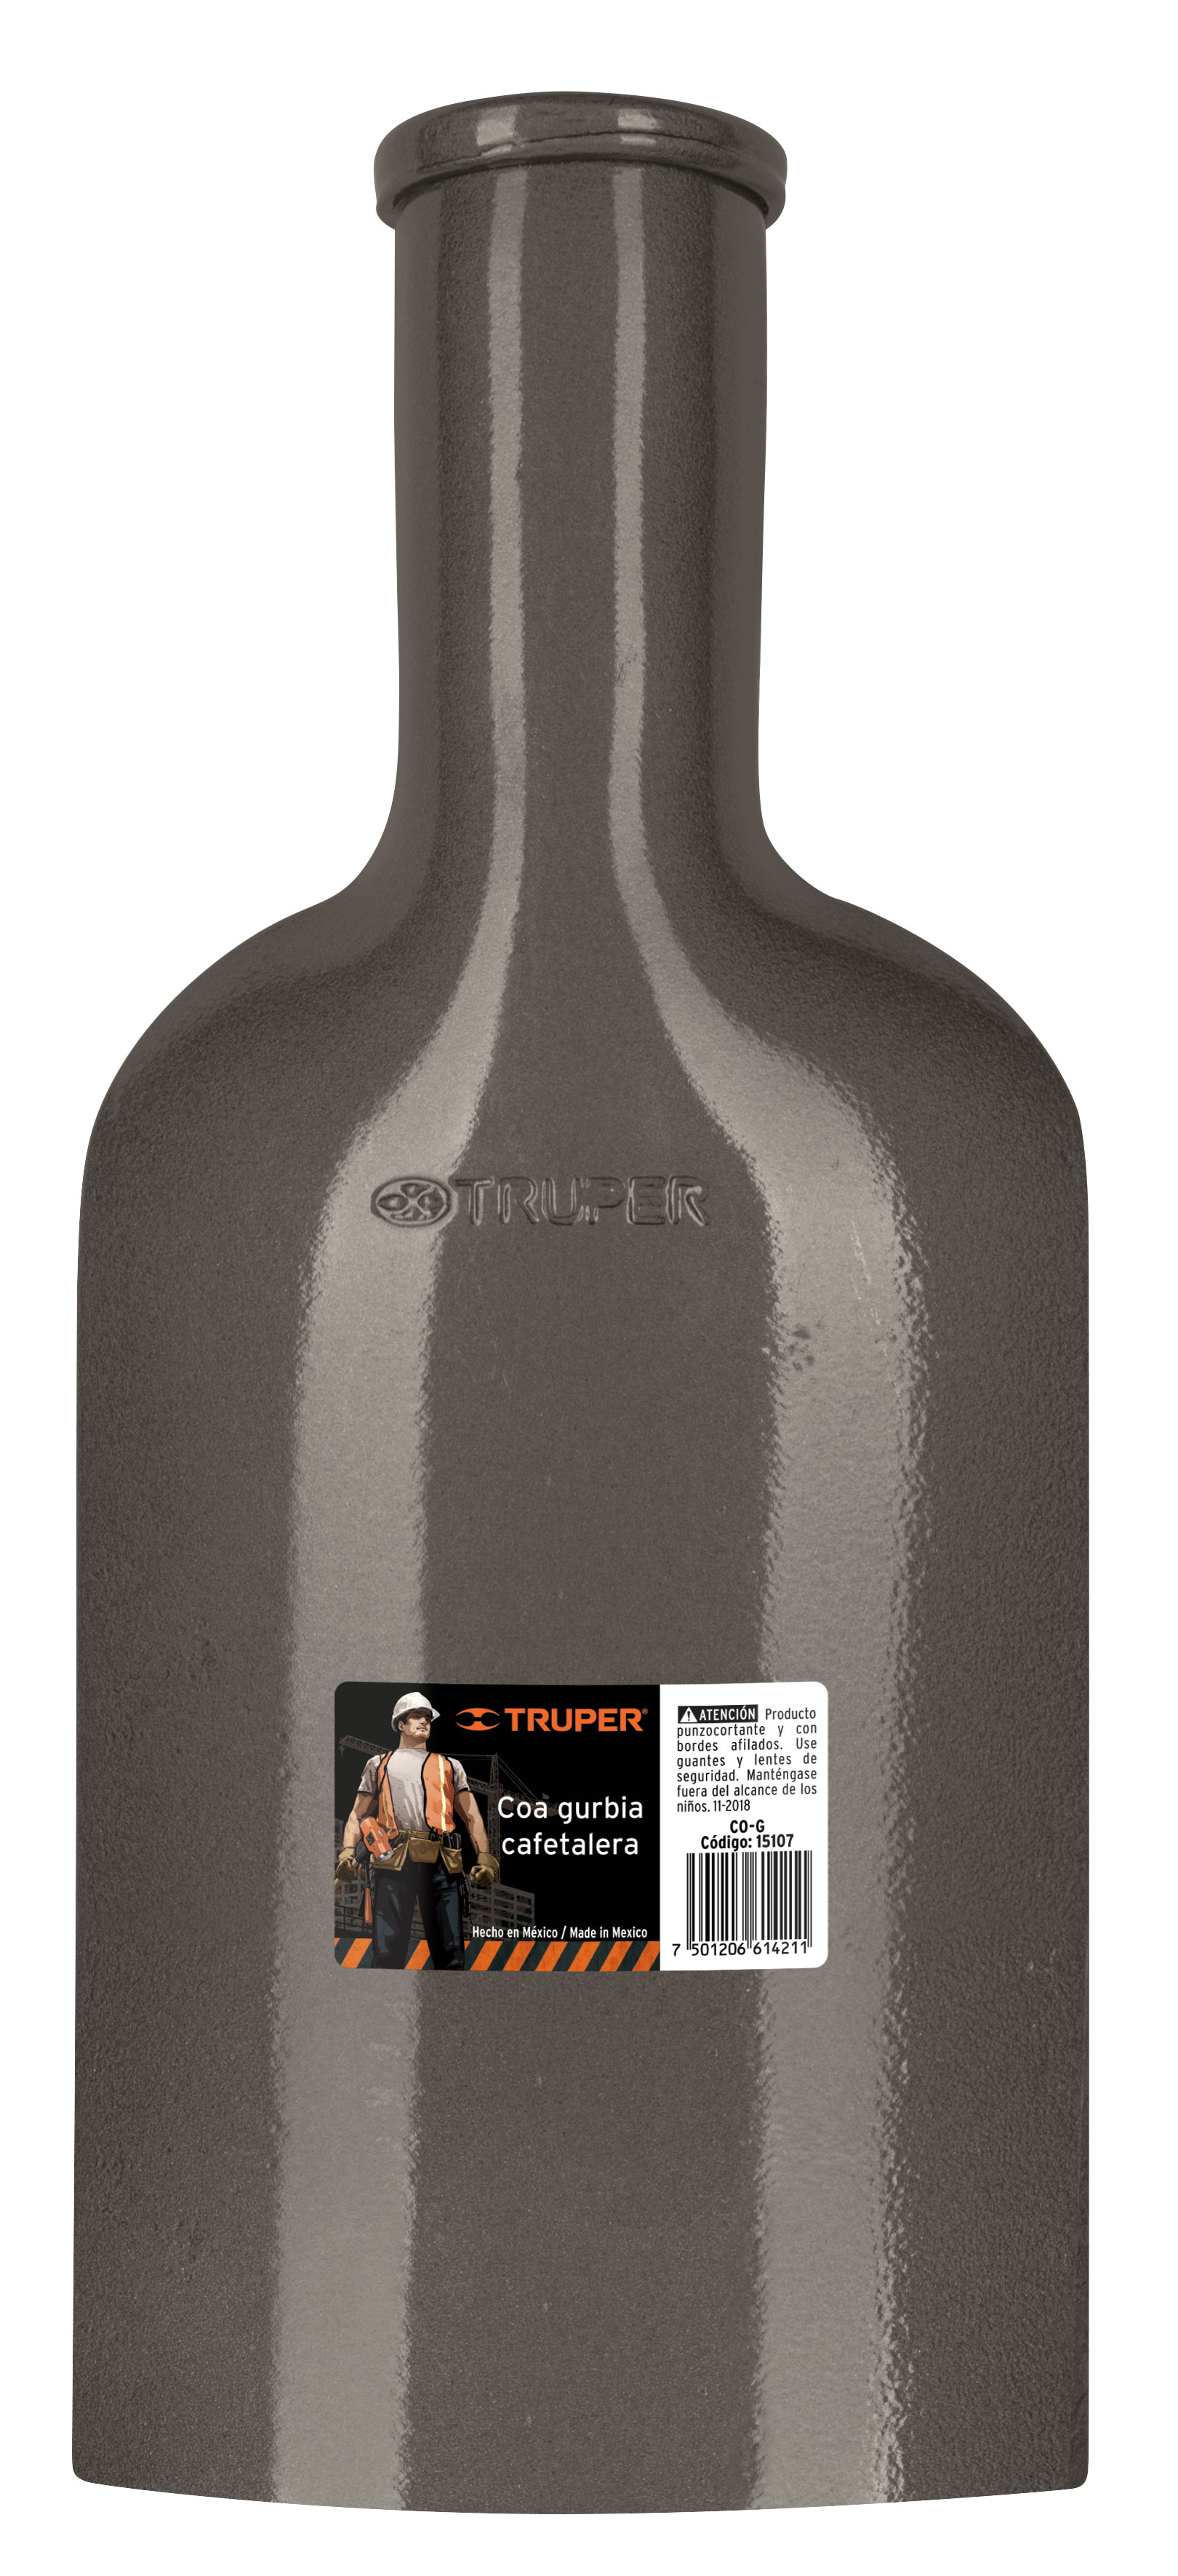 TRUPER
TRUPER®
Coa gurbia
cafetalera
Hecho en México / Made in Mexico
ATENCIÓN Producto
punzocortante y con
bordes afilados. Use
guantes y lentes de
seguridad. Manténgase
fuera del alcance de los
niños. 11-2018
CO-G
Código: 15107
7 501206 614211